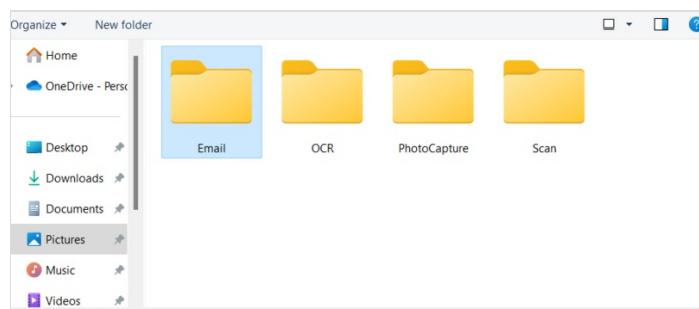 Organize New folder
Home
OneDrive - Perso
Desktop
Downloads
Documents
Pictures
Music
Videos
Email
OCR
PhotoCapture
Scan